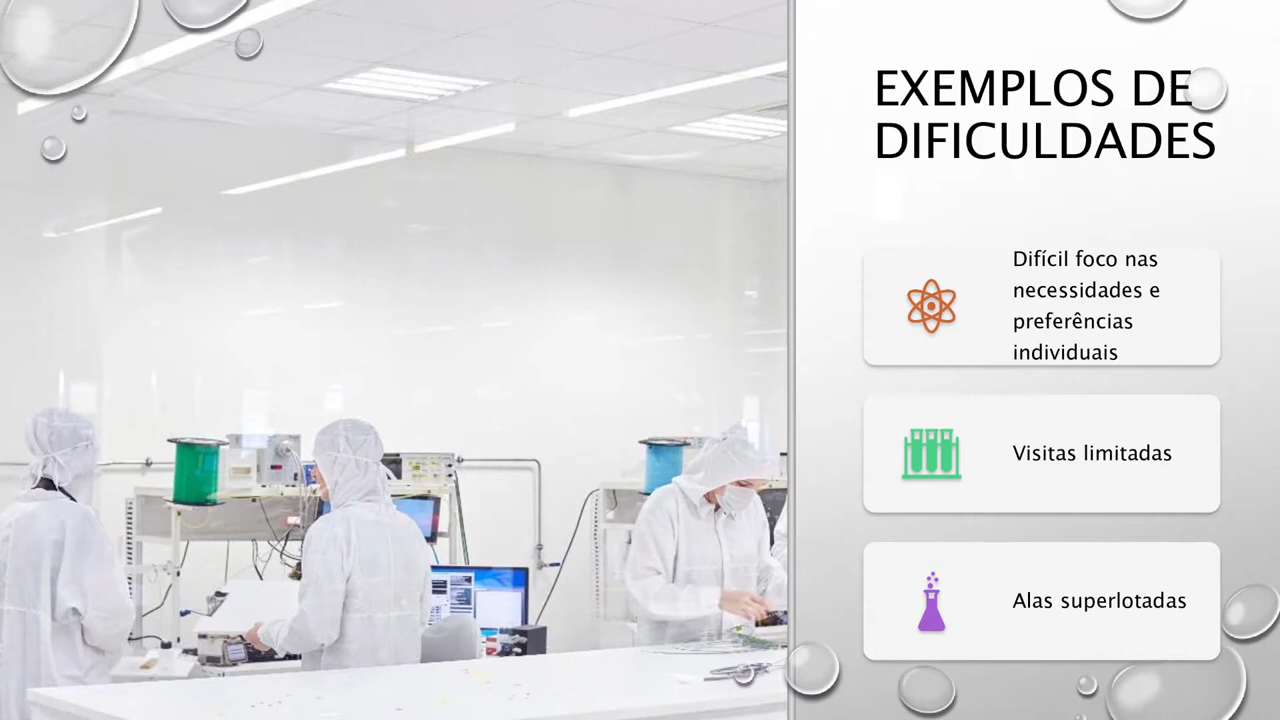 EXEMPLOS DE
DIFICULDADES
Difícil foco nas
necessidades e
preferências
individuais
Visitas limitadas
Alas superlotadas